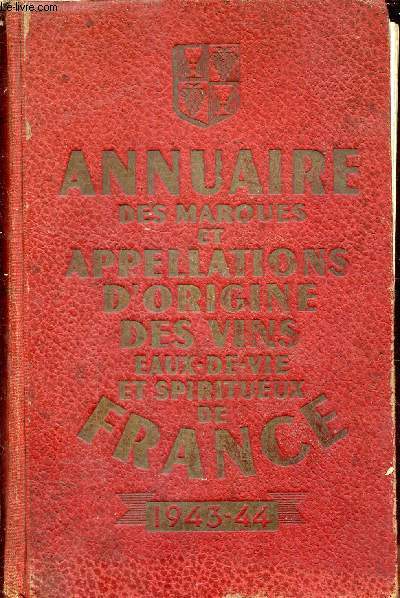 le-livre.com
ANNUAIRE
DES MARQUES
ET
APPELLATIONS
D'ORIGINE
DES VINS
EAUX-DE-VIE
ET SPIRITUEUX
DE
FRANCE
1943-44